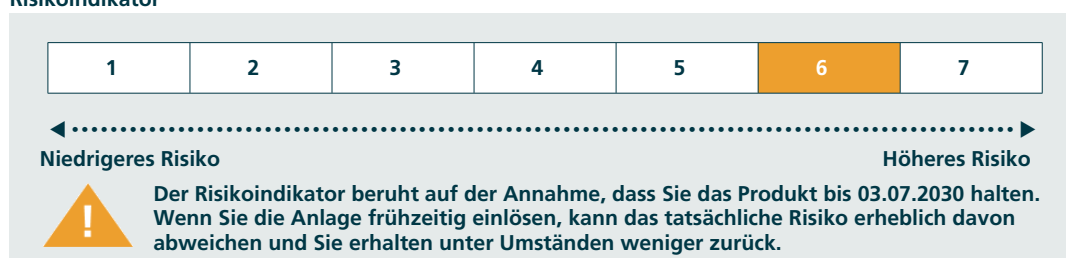 Risikoindikator
1 2 3 4 5 6 7
Niedrigeres Risiko Höheres Risiko
Der Risikoindikator beruht auf der Annahme, dass Sie das Produkt bis 03.07.2030 halten.
Wenn Sie die Anlage frühzeitig einlösen, kann das tatsächliche Risiko erheblich davon
abweichen und Sie erhalten unter Umständen weniger zurück.